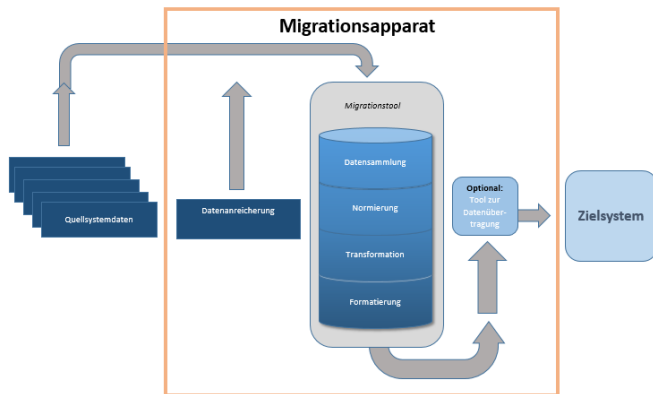 Migrationsapparat
Migrationstool
Datensammlung
Normierung
Transformation
Formatierung
Quellsystemdaten
Datenanreicherung
Optional:
Tool zur
Datenüber-
tragung
Zielsystem